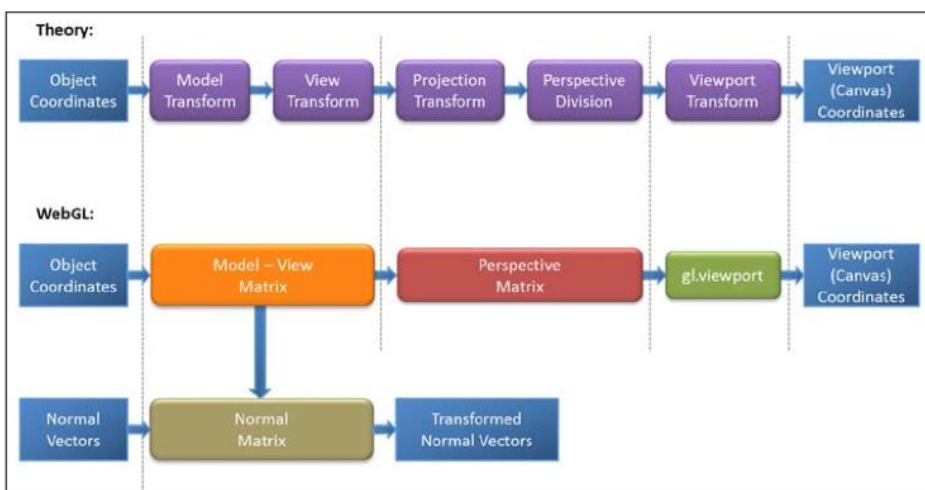 Theory:
Object
Coordinates
Model
Transform
View
Transform
Projection
Transform
Perspective
Division
Viewport
Transform
Viewport
(Canvas)
Coordinates
WebGL:
Object
Coordinates
Model – View
Matrix
Perspective
Matrix
gl.viewport
Viewport
(Canvas)
Coordinates
Normal
Vectors
Normal
Matrix
Transformed
Normal Vectors